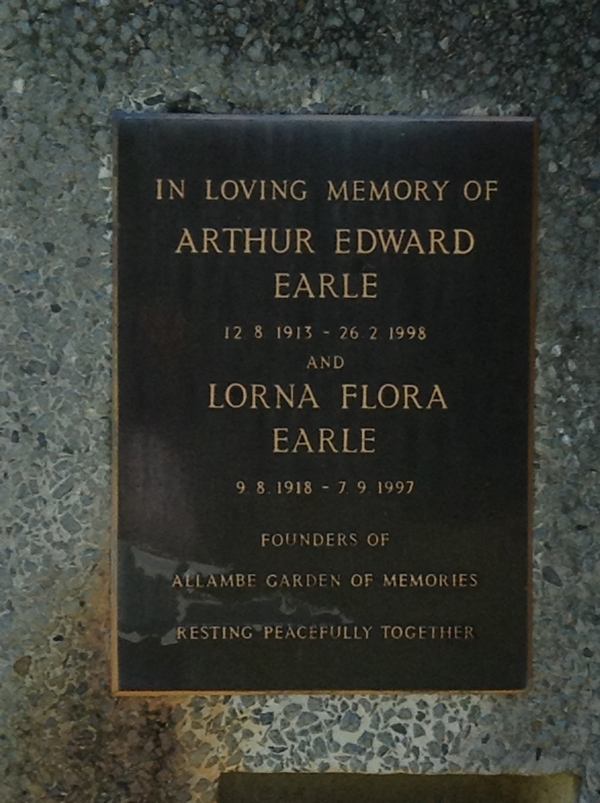 IN LOVING MEMORY OF
ARTHUR EDWARD
EARLE
12 8 1913 - 26 2 1998
AND
LORNA FLORA
EARLE
9 8. 1918 - 7. 9. 1997
FOUNDERS OF
ALLAMBE GARDEN OF MEMORIES
RESTING PEACEFULLY TOGETHER